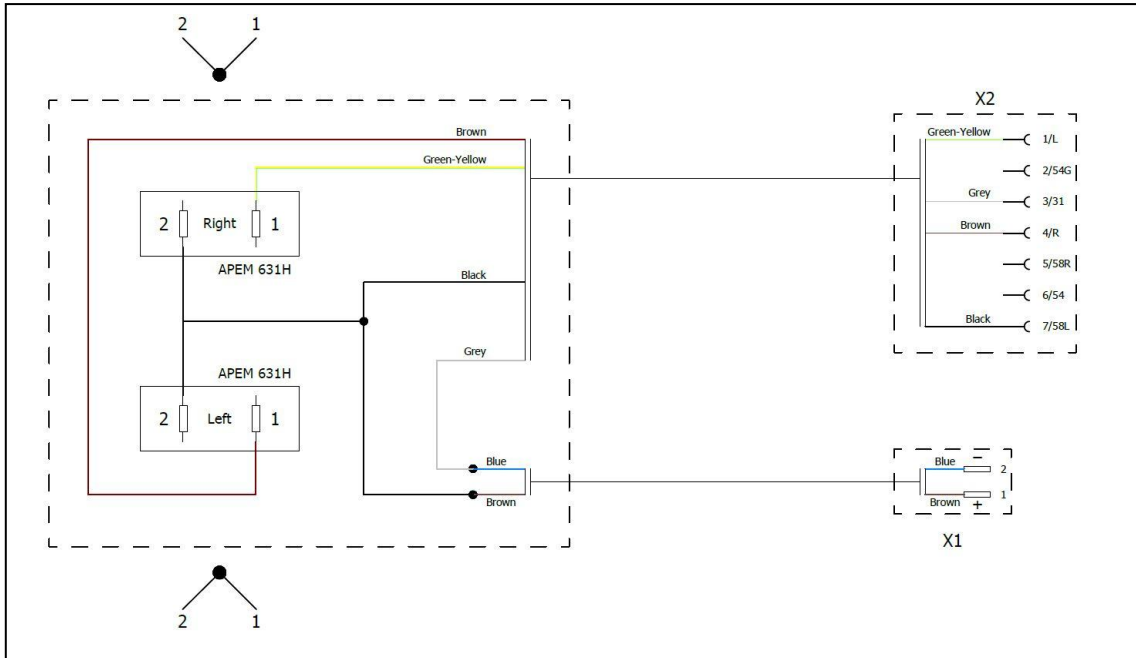 2 1
X2
Brown
Green-Yellow
2 Right 1
APEM 631H
Black
Grey
APEM 631H
2 Left 1
Blue
Brown
Green-Yellow 1/L
2/54G
Grey 3/31
Brown 4/R
5/58R
6/54
Black 7/58L
Blue − 2
Brown + 1
X1
2 1